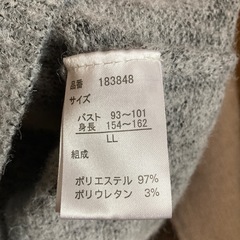 品番 183848
サイズ
バスト 93～101
身長 154～162
LL
組成
ポリエステル 97%
ポリウレタン 3%